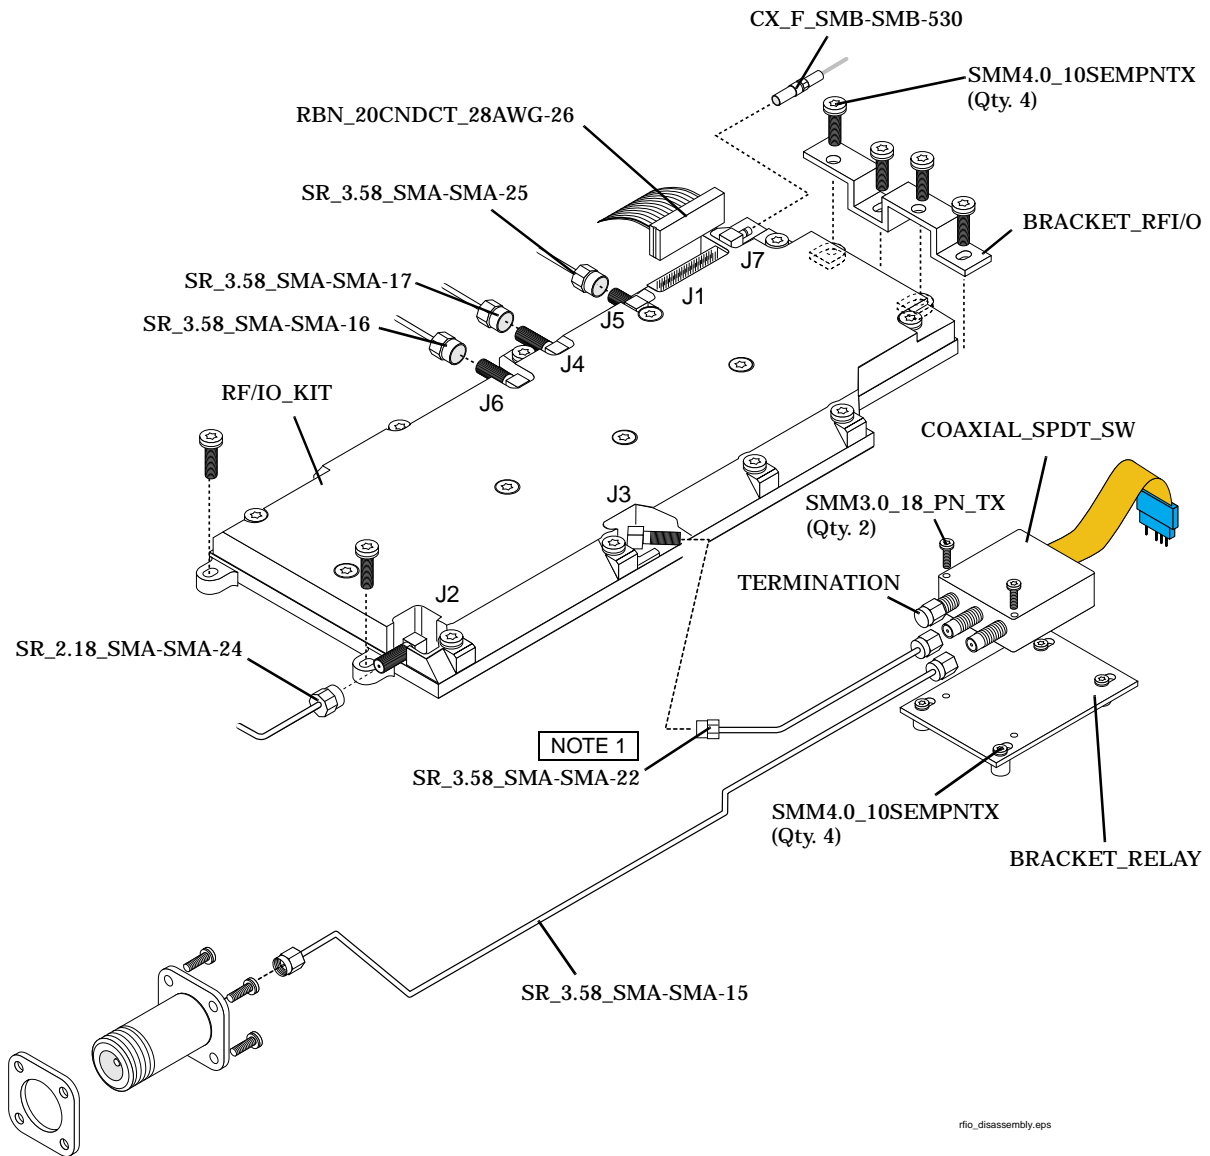 CX_F_SMB-SMB-530
SMM4.0_10SEMPNTX
(Qty. 4)
RBN_20CNDCT_28AWG-26
SR_3.58_SMA-SMA-25
BRACKET_RFI/O
J7
SR_3.58_SMA-SMA-17
J1
J5
SR_3.58_SMA-SMA-16
J4
J6
RF/IO_KIT
COAXIAL_SPDT_SW
J3
SMM3.0_18_PN_TX
(Qty. 2)
TERMINATION
J2
SR_2.18_SMA-SMA-24
NOTE 1
SR_3.58_SMA-SMA-22
SMM4.0_10SEMPNTX
(Qty. 4)
BRACKET_RELAY
SR_3.58_SMA-SMA-15
rfio_disassembly.eps